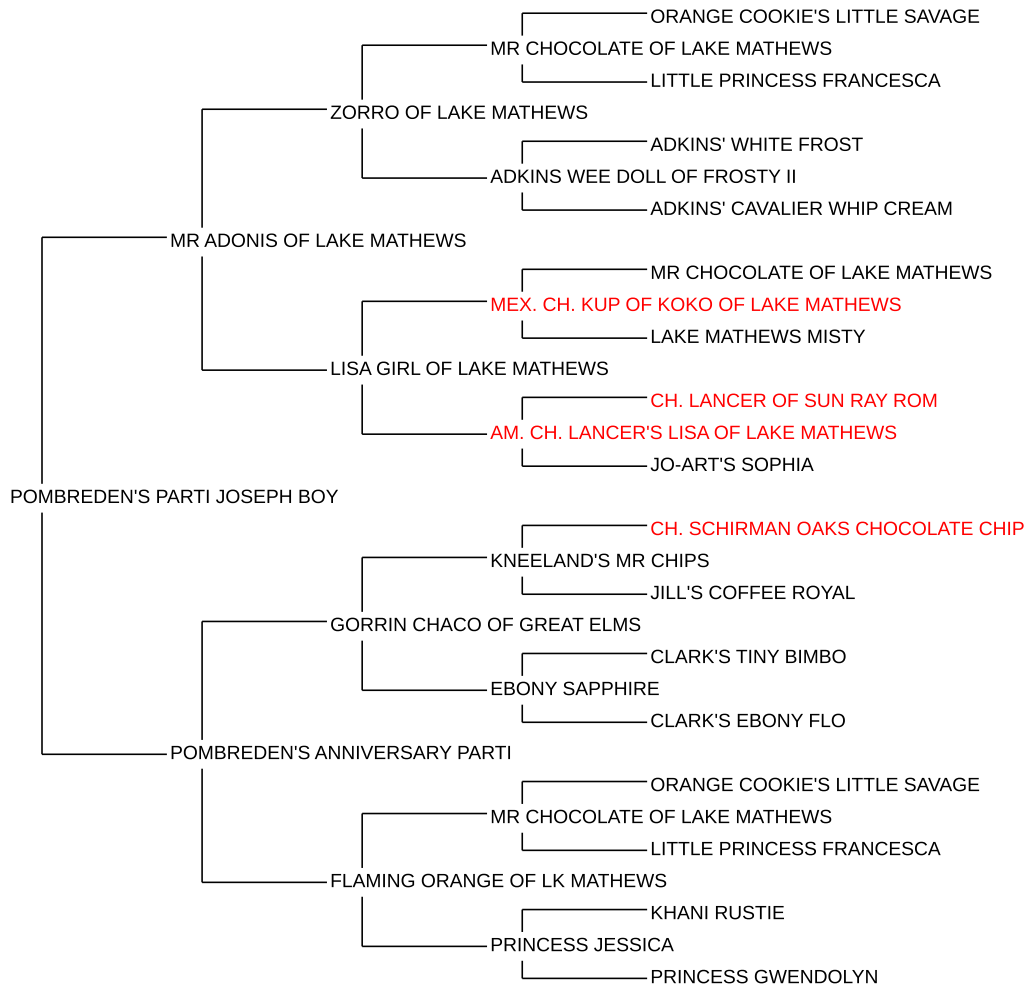 ORANGE COOKIE'S LITTLE SAVAGE
MR CHOCOLATE OF LAKE MATHEWS
LITTLE PRINCESS FRANCESCA
ZORRO OF LAKE MATHEWS
ADKINS' WHITE FROST
ADKINS WEE DOLL OF FROSTY II
ADKINS' CAVALIER WHIP CREAM
MR ADONIS OF LAKE MATHEWS
MR CHOCOLATE OF LAKE MATHEWS
MEX. CH. KUP OF KOKO OF LAKE MATHEWS
LAKE MATHEWS MISTY
LISA GIRL OF LAKE MATHEWS
CH. LANCER OF SUN RAY ROM
AM. CH. LANCER'S LISA OF LAKE MATHEWS
JO-ART'S SOPHIA
POMBREDEN'S PARTI JOSEPH BOY
CH. SCHIRMAN OAKS CHOCOLATE CHIP
KNEELAND'S MR CHIPS
JILL'S COFFEE ROYAL
GORRIN CHACO OF GREAT ELMS
CLARK'S TINY BIMBO
EBONY SAPPHIRE
CLARK'S EBONY FLO
POMBREDEN'S ANNIVERSARY PARTI
ORANGE COOKIE'S LITTLE SAVAGE
MR CHOCOLATE OF LAKE MATHEWS
LITTLE PRINCESS FRANCESCA
FLAMING ORANGE OF LK MATHEWS
KHANI RUSTIE
PRINCESS JESSICA
PRINCESS GWENDOLYN